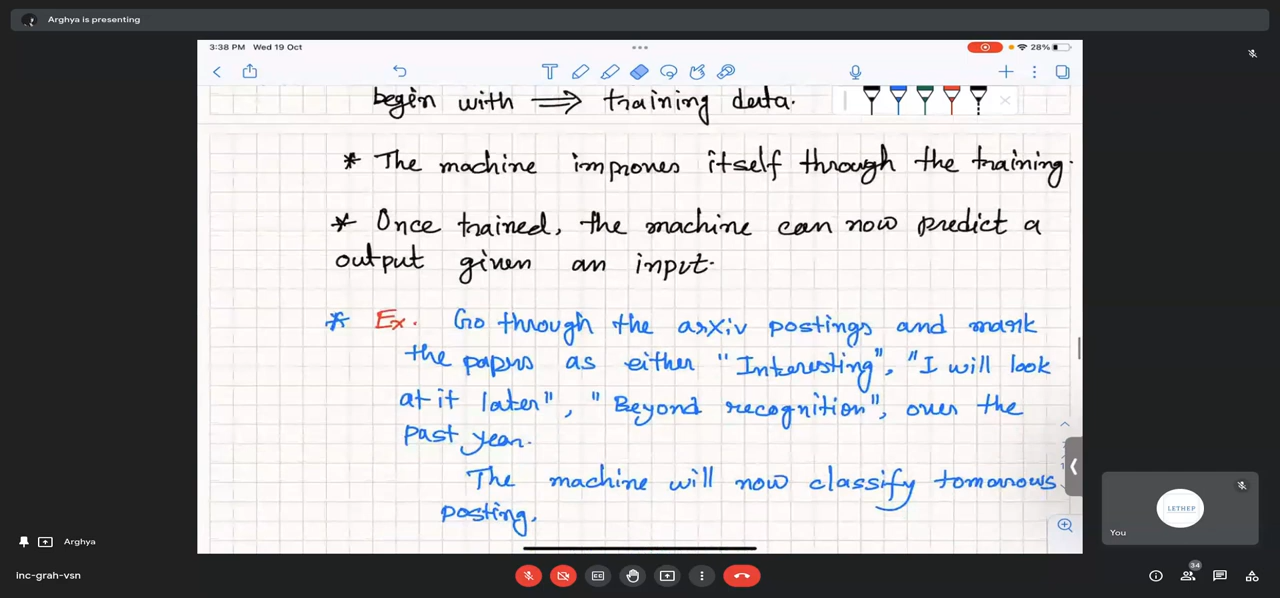 Arghya is presenting
3:38 PM Wed 19 Oct
28%
begin with ⟹ training data.
* The machine improves itself through the training.
* Once trained, the machine can now predict a
output given an input.
* Ex. Go through the arXiv postings and mark
the papers as either "Interesting", "I will look
at it later", "Beyond recognition", over the
past year.
The machine will now classify tomorrows
posting.
LETHEP
You
Arghya
lnc-grah-vsn
34